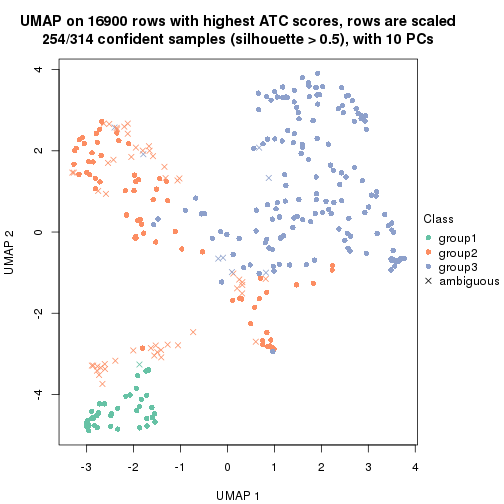 UMAP on 16900 rows with highest ATC scores, rows are scaled
254/314 confident samples (silhouette > 0.5), with 10 PCs
4
2
0
-2
-4
UMAP 2
-3
-2
-1
0
1
2
3
4
UMAP 1
Class
group1
group2
group3
ambiguous